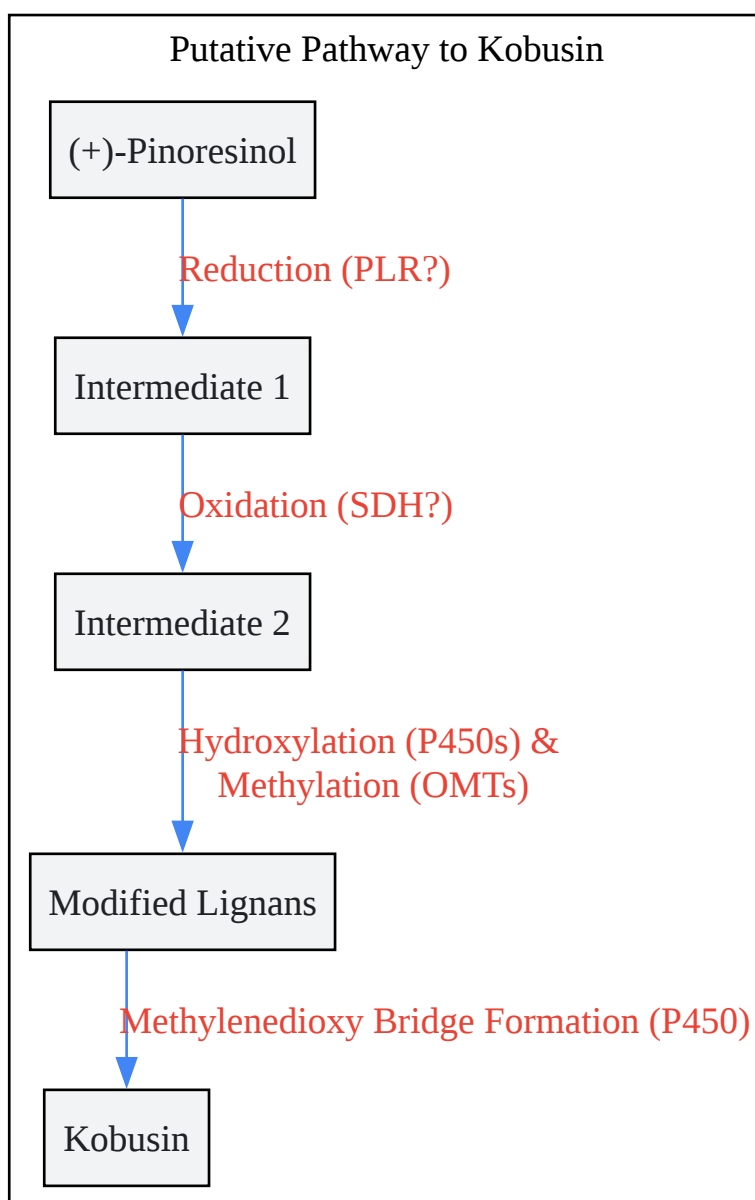 Putative Pathway to Kobusin
(+)-Pinoresinol
Reduction (PLR?)
Intermediate 1
Oxidation (SDH?)
Intermediate 2
Hydroxylation (P450s) &
Methylation (OMTs)
Modified Lignans
Methylenedioxy Bridge Formation (P450)
Kobusin